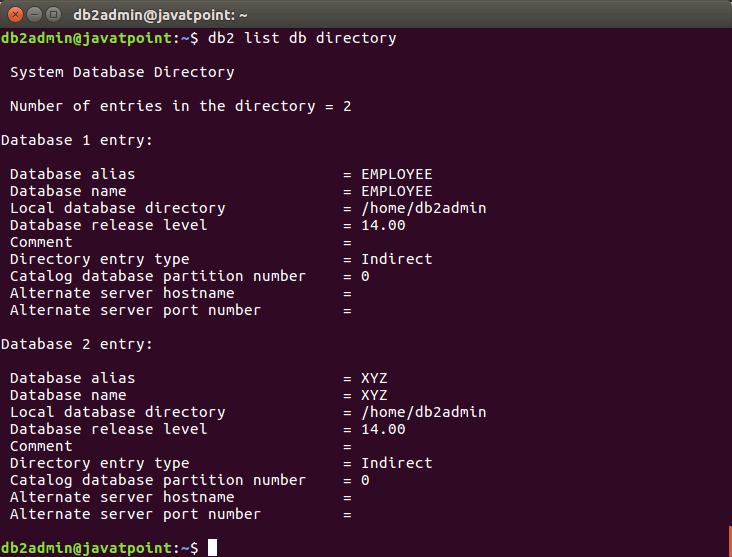 db2admin@javatpoint: ~
db2admin@javatpoint:~$ db2 list db directory
System Database Directory
Number of entries in the directory = 2
Database 1 entry:
Database alias = EMPLOYEE
Database name = EMPLOYEE
Local database directory = /home/db2admin
Database release level = 14.00
Comment =
Directory entry type = Indirect
Catalog database partition number = 0
Alternate server hostname =
Alternate server port number =
Database 2 entry:
Database alias = XYZ
Database name = XYZ
Local database directory = /home/db2admin
Database release level = 14.00
Comment =
Directory entry type = Indirect
Catalog database partition number = 0
Alternate server hostname =
Alternate server port number =
db2admin@javatpoint:~$